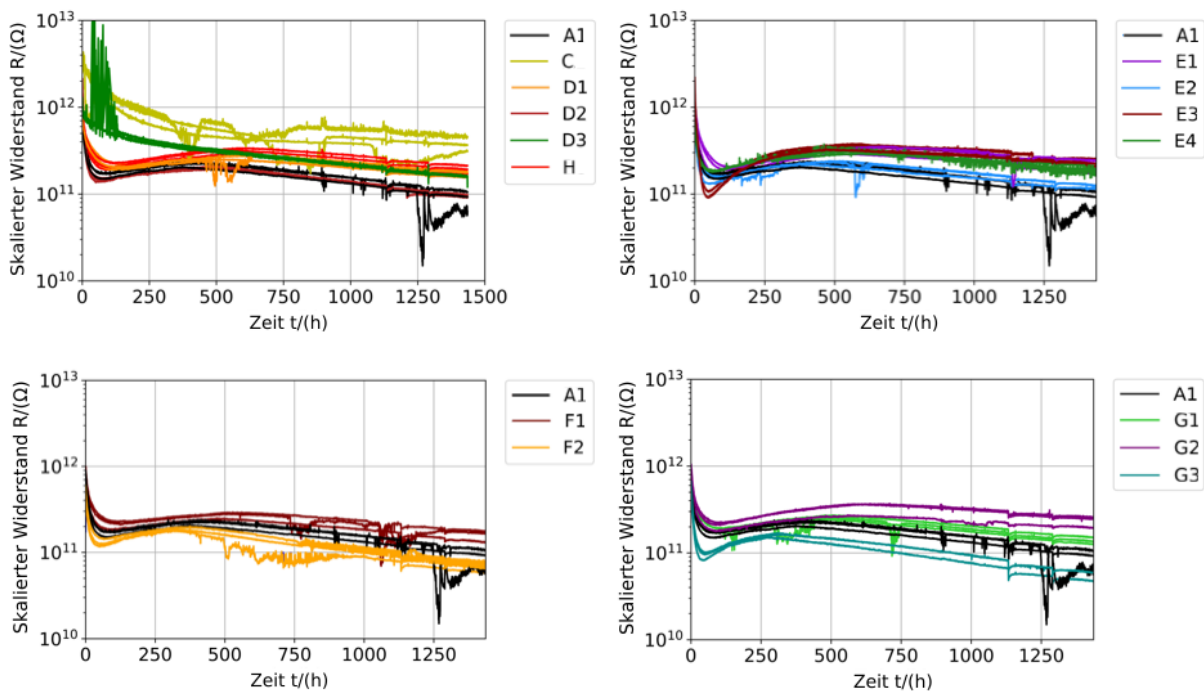 Skalierter Widerstand R/(Ω)
10¹³
10¹²
10¹¹
10¹⁰
0 250 500 750 1000 1250 1500
Zeit t/(h)
A1
C
D1
D2
D3
H
Skalierter Widerstand R/(Ω)
10¹³
10¹²
10¹¹
10¹⁰
0 250 500 750 1000 1250
Zeit t/(h)
A1
E1
E2
E3
E4
Skalierter Widerstand R/(Ω)
10¹³
10¹²
10¹¹
10¹⁰
0 250 500 750 1000 1250
Zeit t/(h)
A1
F1
F2
Skalierter Widerstand R/(Ω)
10¹³
10¹²
10¹¹
10¹⁰
0 250 500 750 1000 1250
Zeit t/(h)
A1
G1
G2
G3